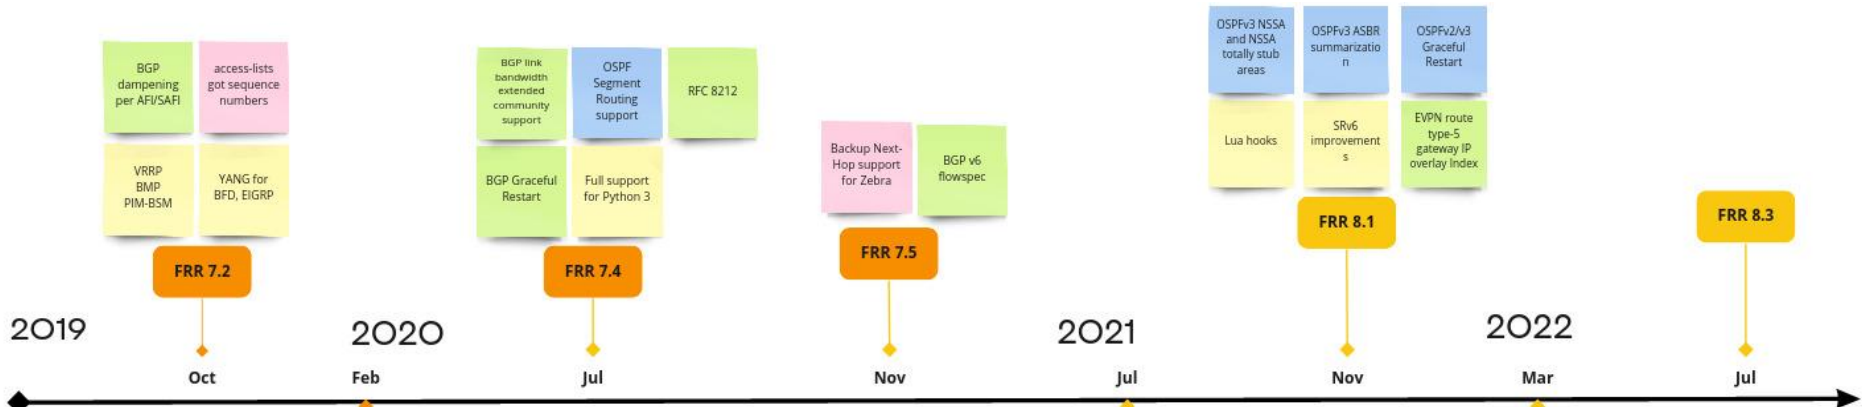 BGP
dampening
per AFI/SAFI
access-lists
got sequence
numbers
VRRP
BMP
PIM-BSM
YANG for
BFD, EIGRP
FRR 7.2
BGP link
bandwidth
extended
community
support
OSPF
Segment
Routing
support
RFC 8212
BGP Graceful
Restart
Full support
for Python 3
FRR 7.4
Backup Next-
Hop support
for Zebra
BGP v6
flowspec
FRR 7.5
OSPFv3 NSSA
and NSSA
totally stub
areas
OSPFv3 ASBR
summarizatio
n
OSPFv2/v3
Graceful
Restart
Lua hooks
SRv6
improvement
s
EVPN route
type-5
gateway IP
overlay Index
FRR 8.1
FRR 8.3
2019
2020
2021
2022
Oct
Feb
Jul
Nov
Jul
Nov
Mar
Jul